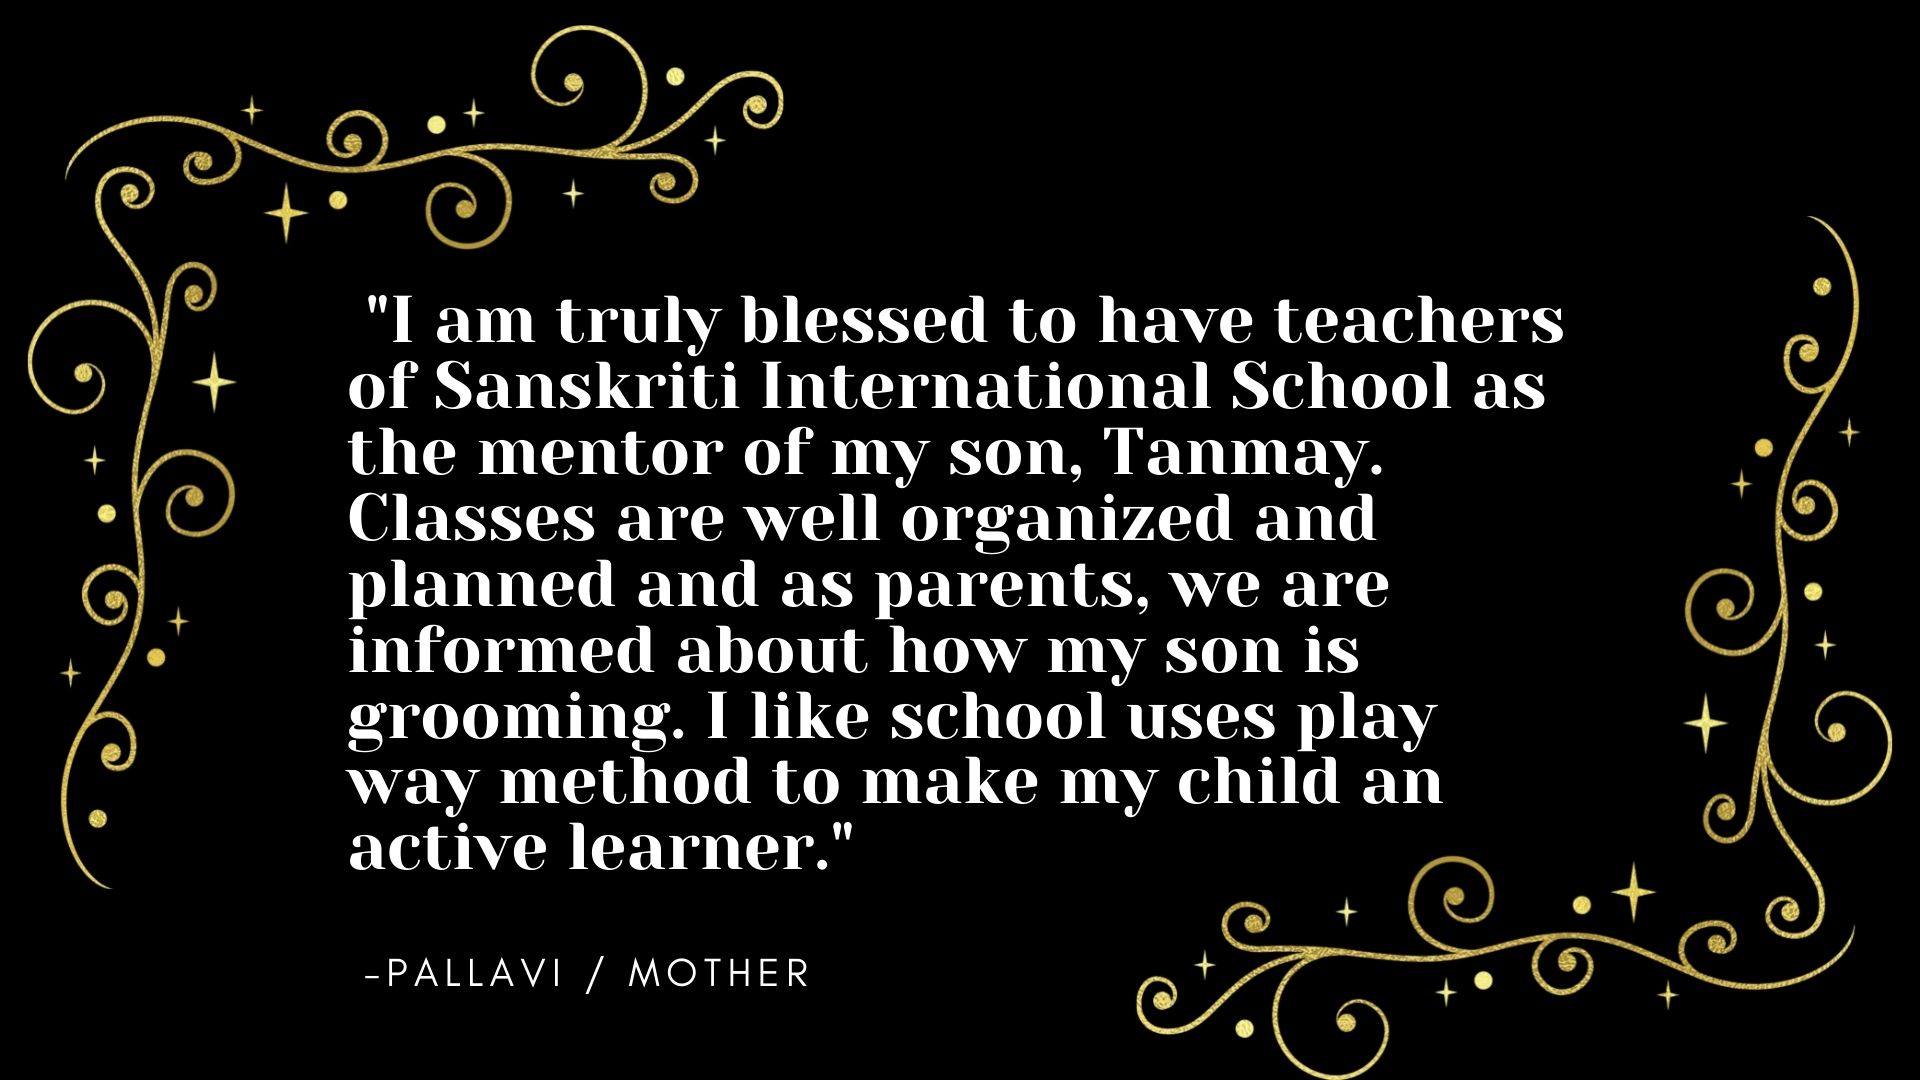 "I am truly blessed to have teachers
of Sanskriti International School as
the mentor of my son, Tanmay.
Classes are well organized and
planned and as parents, we are
informed about how my son is
grooming. I like school uses play
way method to make my child an
active learner."
-PALLAVI / MOTHER